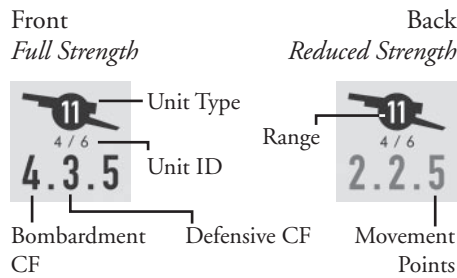 Front
Full Strength
Back
Reduced Strength
11
4 / 6
4.3.5
Unit Type
Unit ID
Bombardment
CF
Defensive CF
11
4 / 6
2.2.5
Range
Movement
Points